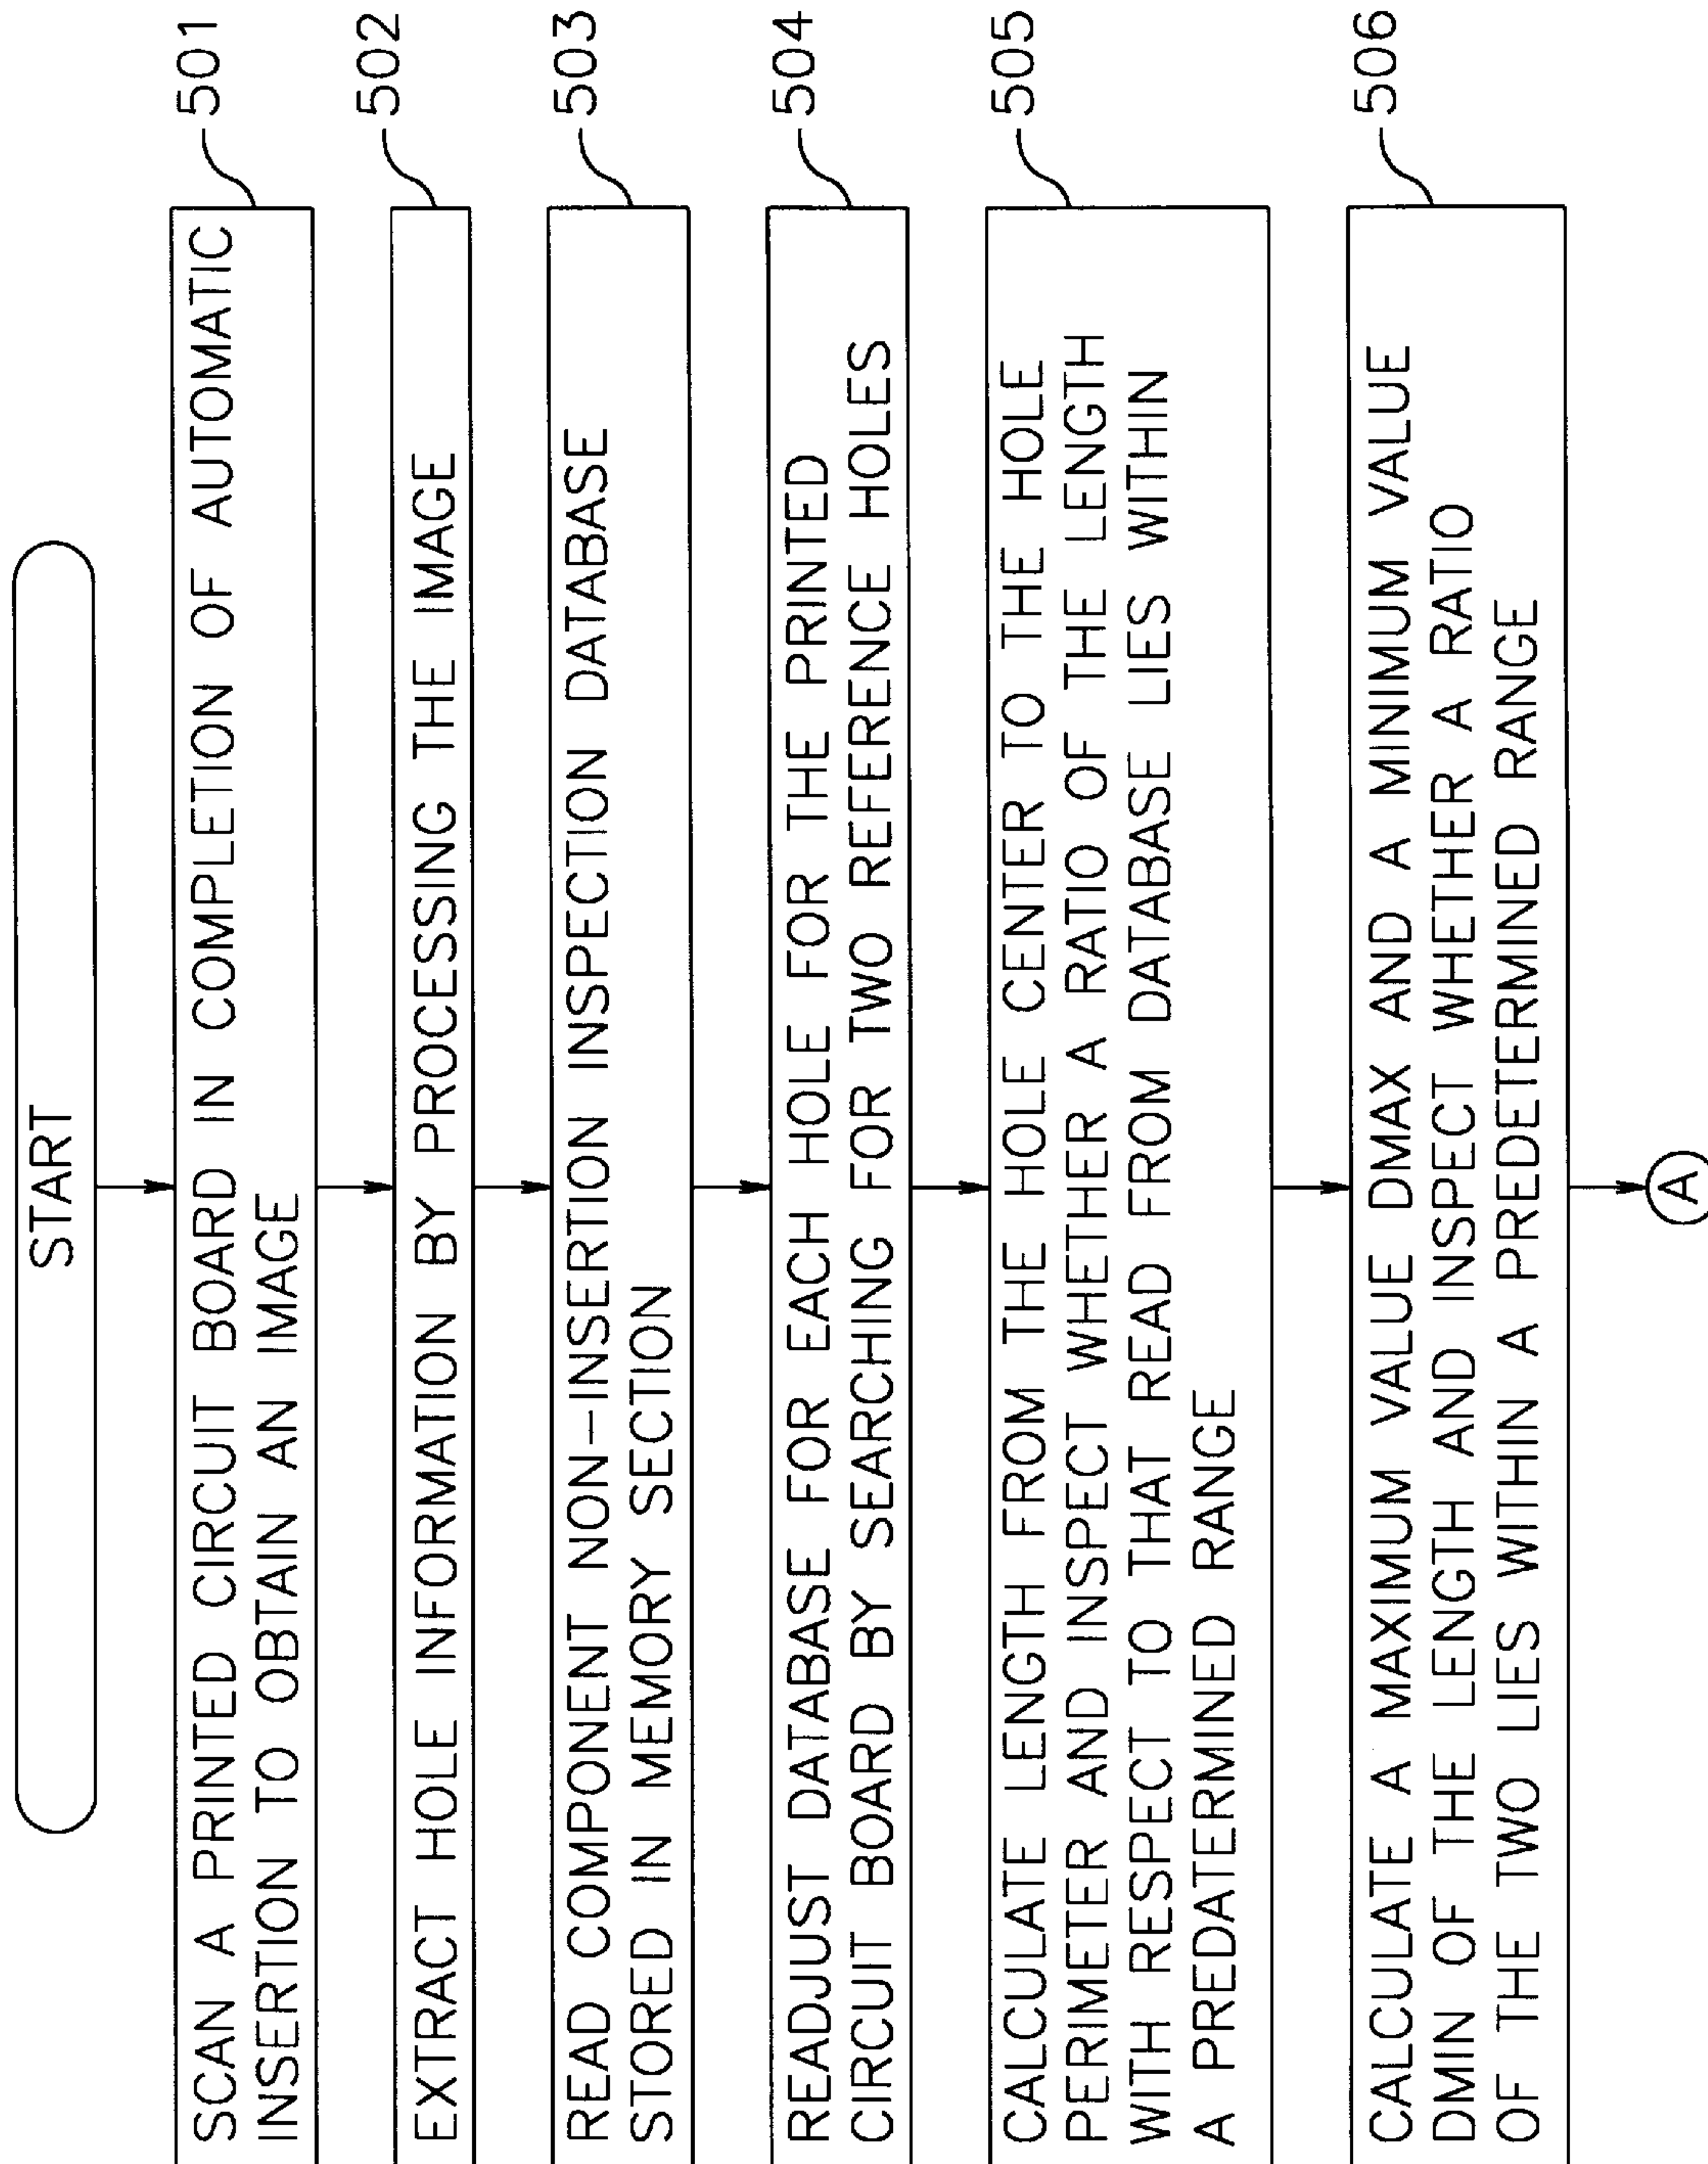 START
SCAN A PRINTED CIRCUIT BOARD IN COMPLETION OF AUTOMATIC
INSERTION TO OBTAIN AN IMAGE
501
EXTRACT HOLE INFORMATION BY PROCESSING THE IMAGE
502
READ COMPONENT NON-INSERTION INSPECTION DATABASE
STORED IN MEMORY SECTION
503
READJUST DATABASE FOR EACH HOLE FOR THE PRINTED
CIRCUIT BOARD BY SEARCHING FOR TWO REFERENCE HOLES
504
CALCULATE LENGTH FROM THE HOLE CENTER TO THE HOLE
PERIMETER AND INSPECT WHETHER A RATIO OF THE LENGTH
WITH RESPECT TO THAT READ FROM DATABASE LIES WITHIN
A PREDATERMINED RANGE
505
CALCULATE A MAXIMUM VALUE DMAX AND A MINIMUM VALUE
DMIN OF THE LENGTH AND INSPECT WHETHER A RATIO
OF THE TWO LIES WITHIN A PREDETERMINED RANGE
506
A